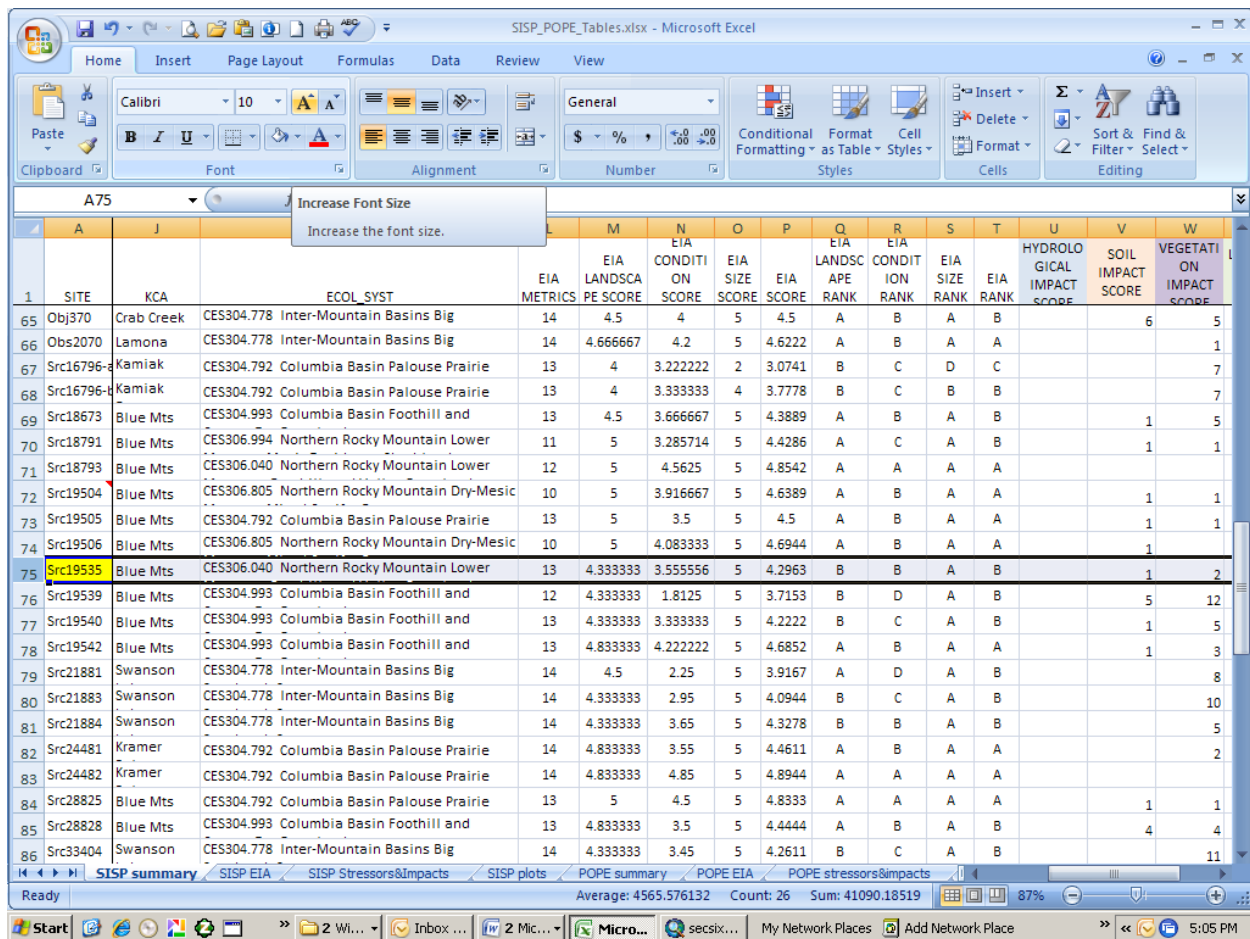 SISP_POPE_Tables.xlsx - Microsoft Excel
Home Insert Page Layout Formulas Data Review View
Calibri 10 A A General Insert Σ
Paste B I U A $ % , Conditional Formatting Format as Table Cell Styles Delete Format Sort & Filter Find & Select
Clipboard Font Alignment Number Styles Cells Editing
A75
Increase Font Size
Increase the font size.
A J M N O P Q R S T U V W
1 SITE KCA ECOL_SYST EIA METRICS EIA LANDSCAPE SCORE EIA CONDITION SCORE EIA SIZE SCORE EIA SCORE EIA LANDSCAPE RANK EIA CONDITION RANK EIA SIZE RANK EIA RANK HYDROLOGICAL IMPACT SCORE SOIL IMPACT SCORE VEGETATION IMPACT SCORE
65 Obj370 Crab Creek CES304.778 Inter-Mountain Basins Big 14 4.5 4 5 4.5 A B A B 6 5
66 Obs2070 Lamona CES304.778 Inter-Mountain Basins Big 14 4.666667 4.2 5 4.6222 A B A A 1
67 Src16796-a Kamiak CES304.792 Columbia Basin Palouse Prairie 13 4 3.222222 2 3.0741 B C D C 7
68 Src16796-b Kamiak CES304.792 Columbia Basin Palouse Prairie 13 4 3.333333 4 3.7778 B C B B 7
69 Src18673 Blue Mts CES304.993 Columbia Basin Foothill and 13 4.5 3.666667 5 4.3889 A B A B 1 5
70 Src18791 Blue Mts CES306.994 Northern Rocky Mountain Lower 11 5 3.285714 5 4.4286 A C A B 1 1
71 Src18793 Blue Mts CES306.040 Northern Rocky Mountain Lower 12 5 4.5625 5 4.8542 A A A A
72 Src19504 Blue Mts CES306.805 Northern Rocky Mountain Dry-Mesic 10 5 3.916667 5 4.6389 A B A A 1 1
73 Src19505 Blue Mts CES304.792 Columbia Basin Palouse Prairie 13 5 3.5 5 4.5 A B A A 1 1
74 Src19506 Blue Mts CES306.805 Northern Rocky Mountain Dry-Mesic 10 5 4.083333 5 4.6944 A B A A 1
75 Src19535 Blue Mts CES306.040 Northern Rocky Mountain Lower 13 4.333333 3.555556 5 4.2963 B B A B 1 2
76 Src19539 Blue Mts CES304.993 Columbia Basin Foothill and 12 4.333333 1.8125 5 3.7153 B D A B 5 12
77 Src19540 Blue Mts CES304.993 Columbia Basin Foothill and 13 4.333333 3.333333 5 4.2222 B C A B 1 5
78 Src19542 Blue Mts CES304.993 Columbia Basin Foothill and 13 4.833333 4.222222 5 4.6852 A B A A 1 3
79 Src21881 Swanson CES304.778 Inter-Mountain Basins Big 14 4.5 2.25 5 3.9167 A D A B 8
80 Src21883 Swanson CES304.778 Inter-Mountain Basins Big 14 4.333333 2.95 5 4.0944 B C A B 10
81 Src21884 Swanson CES304.778 Inter-Mountain Basins Big 14 4.333333 3.65 5 4.3278 B B A B 5
82 Src24481 Kramer CES304.792 Columbia Basin Palouse Prairie 14 4.833333 3.55 5 4.4611 A B A A 2
83 Src24482 Kramer CES304.792 Columbia Basin Palouse Prairie 14 4.833333 4.85 5 4.8944 A A A A
84 Src28825 Blue Mts CES304.792 Columbia Basin Palouse Prairie 13 5 4.5 5 4.8333 A A A A 1 1
85 Src28828 Blue Mts CES304.993 Columbia Basin Foothill and 13 4.833333 3.5 5 4.4444 A B A B 4 4
86 Src33404 Swanson CES304.778 Inter-Mountain Basins Big 14 4.333333 3.45 5 4.2611 B C A B 11
SISP summary SISP EIA SISP Stressors&Impacts SISP plots POPE summary POPE EIA POPE stressors&impacts
Ready Average: 4565.576132 Count: 26 Sum: 41090.18519 87%
Start » 2 Wi... Inbox ... 2 Mic... Micro... secsix... My Network Places Add Network Place » « 5:05 PM